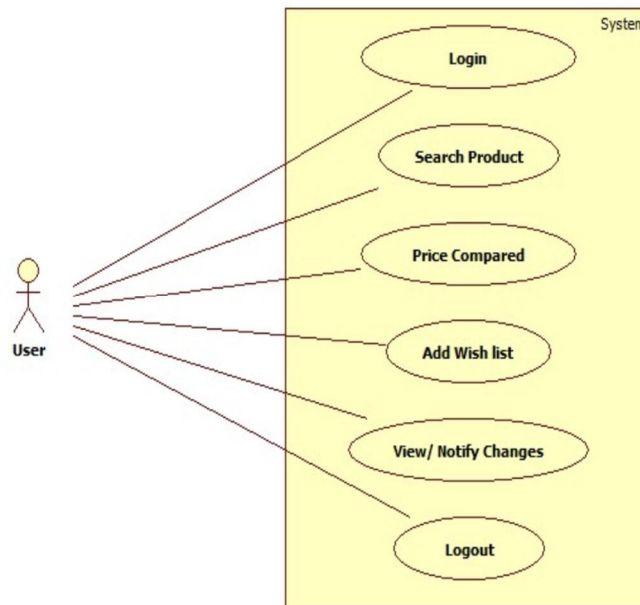 System
Login
Search Product
Price Compared
Add Wish list
User
View/ Notify Changes
Logout